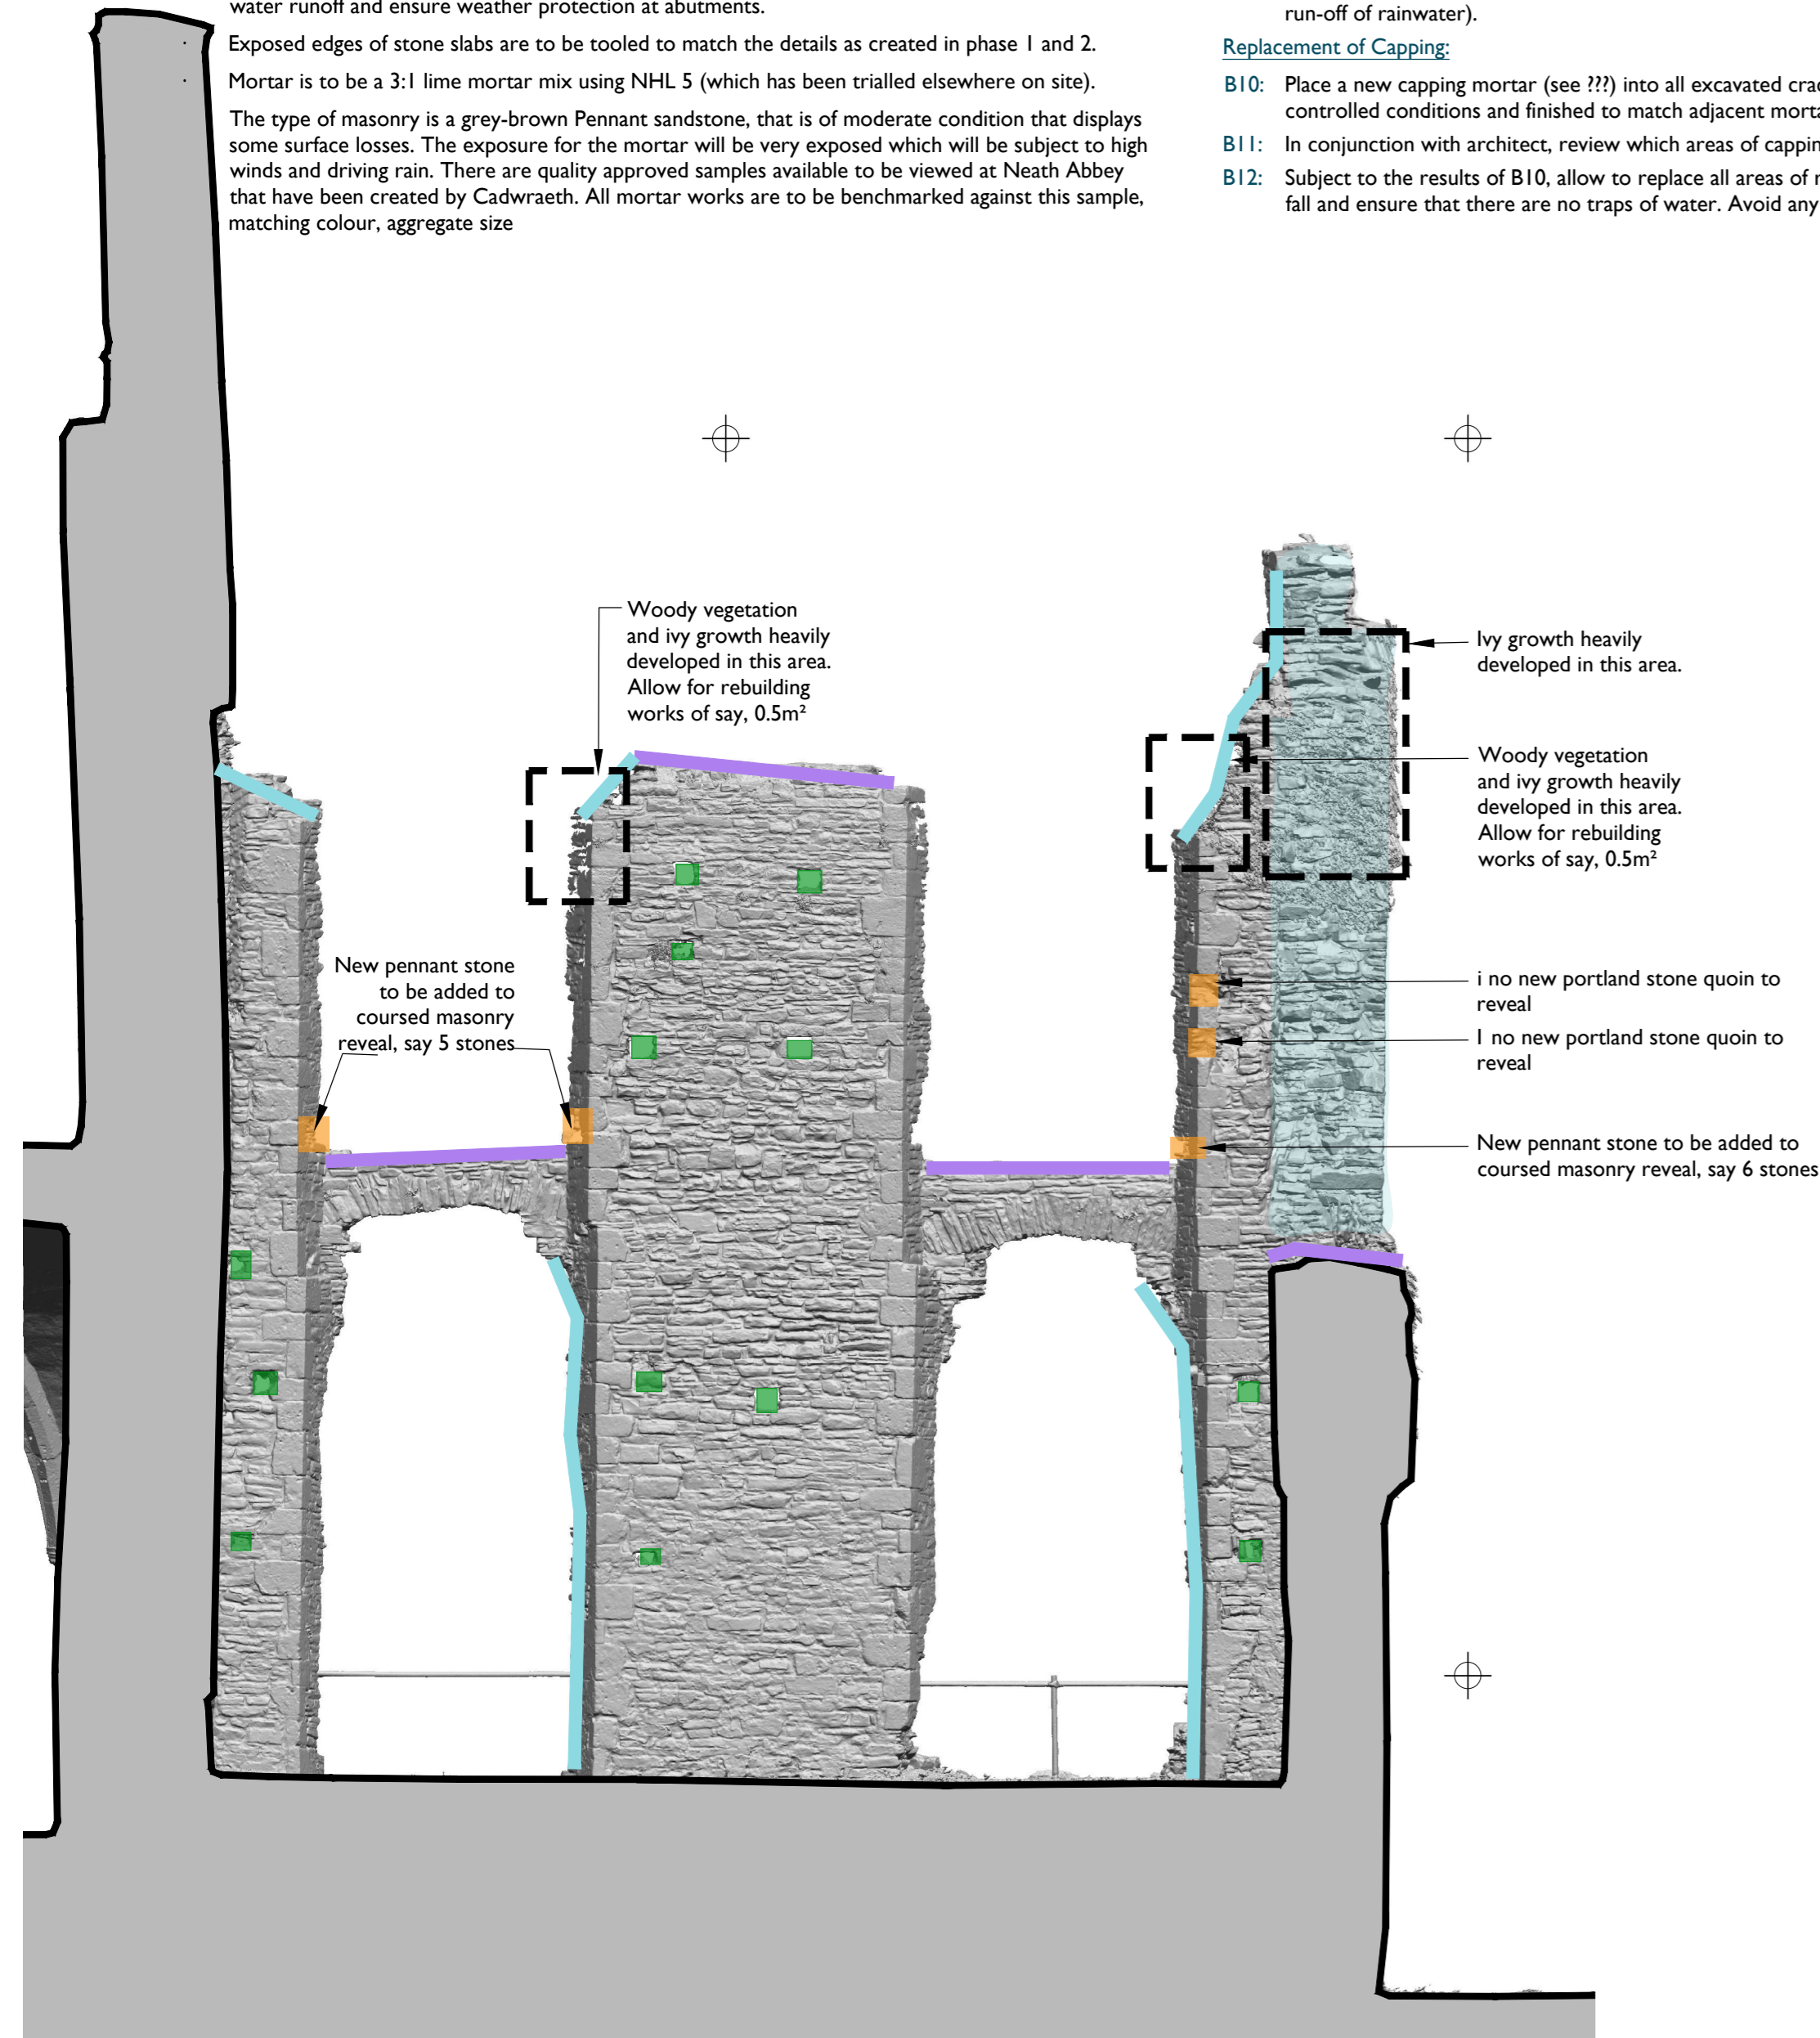 water runoff and ensure weather protection at abutments.
Exposed edges of stone slabs are to be tooled to match the details as created in phase 1 and 2.
Mortar is to be a 3:1 lime mortar mix using NHL 5 (which has been trialled elsewhere on site).
The type of masonry is a grey-brown Pennant sandstone, that is of moderate condition that displays
some surface losses. The exposure for the mortar will be very exposed which will be subject to high
winds and driving rain. There are quality approved samples available to be viewed at Neath Abbey
that have been created by Cadwraeth. All mortar works are to be benchmarked against this sample,
matching colour, aggregate size
run-off of rainwater).
Replacement of Capping:
B10: Place a new capping mortar (see ???) into all excavated
controlled conditions and finished to match adjacent
B11: In conjunction with architect, review which areas of
B12: Subject to the results of B10, allow to replace all areas of
fall and ensure that there are no traps of water. Avoid any
Woody vegetation
and ivy growth heavily
developed in this area.
Allow for rebuilding
works of say, 0.5m²
Ivy growth heavily
developed in this area.
Woody vegetation
and ivy growth heavily
developed in this area.
Allow for rebuilding
works of say, 0.5m²
New pennant stone
to be added to
coursed masonry
reveal, say 5 stones
i no new portland stone quoin to
reveal
1 no new portland stone quoin to
reveal
New pennant stone to be added to
coursed masonry reveal, say 6 stones